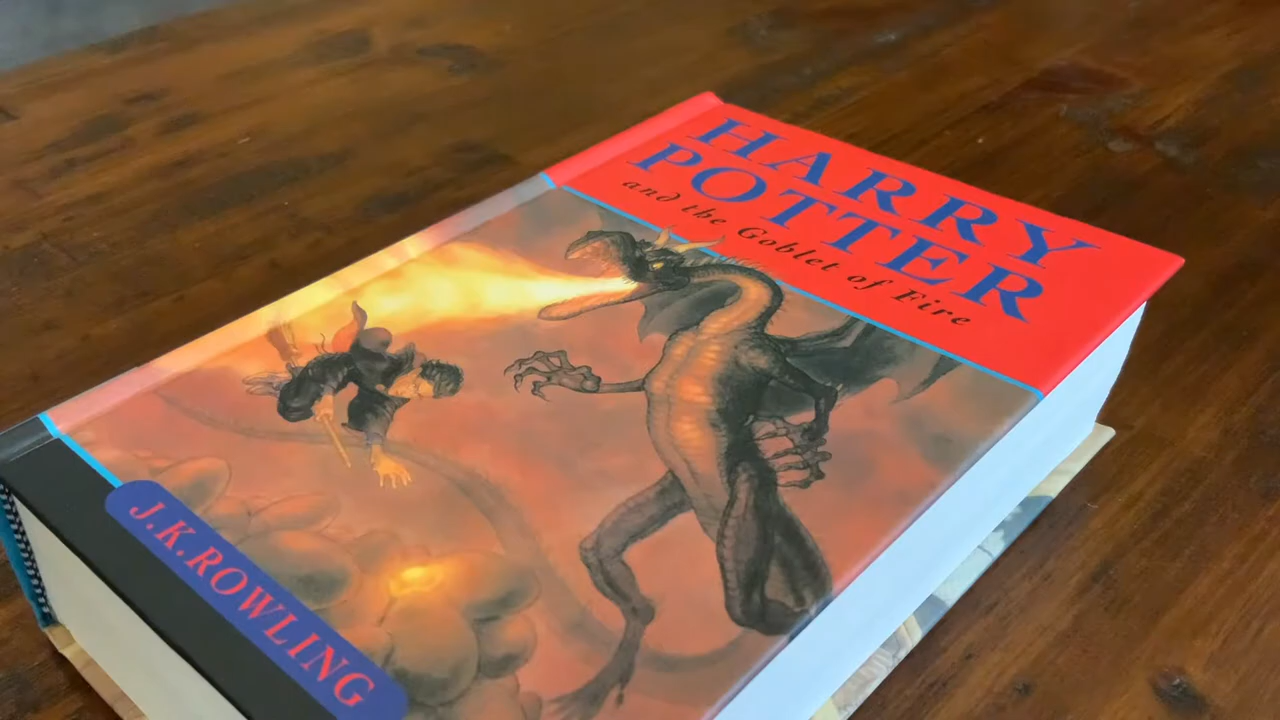 HARRY
POTTER
and the Goblet of Fire
J.K.ROWLING